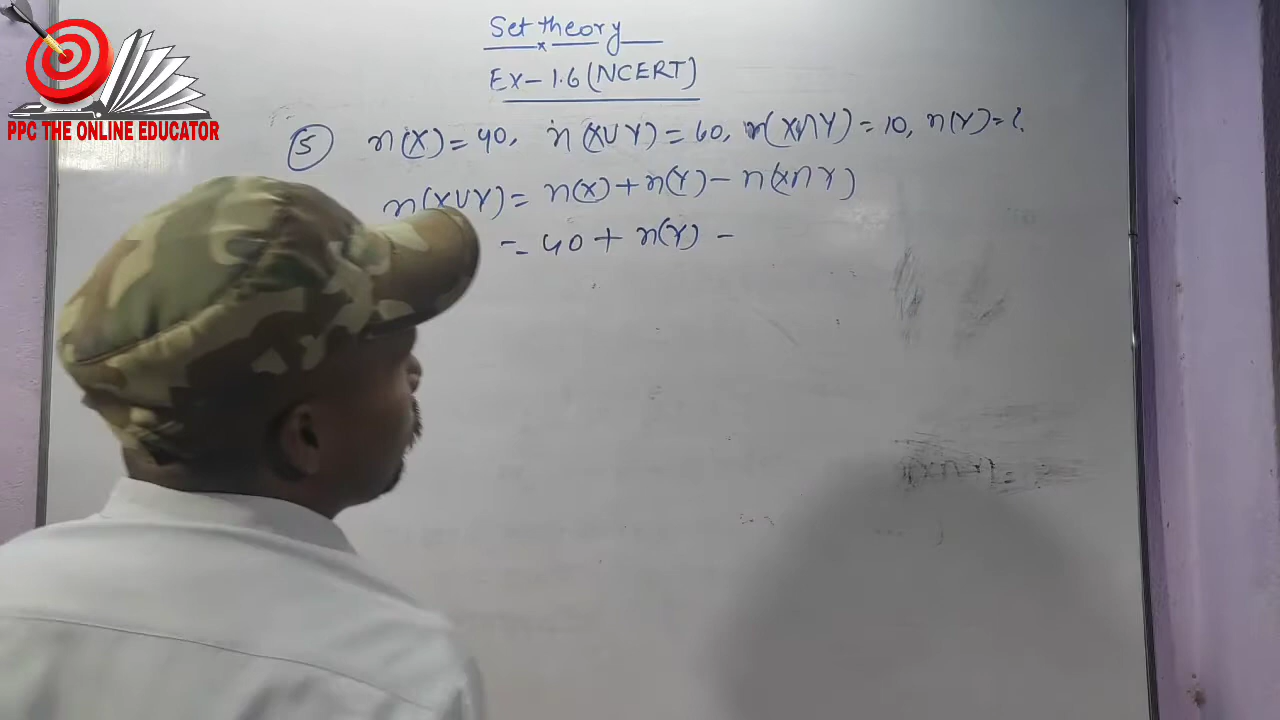 PPC THE ONLINE EDUCATOR
Set theory
Ex-1.6 (NCERT)
5 n(X) = 40, n(X∪Y) = 60, n(X∩Y) = 10, n(Y) = ?
n(X∪Y) = n(X) + n(Y) - n(X∩Y)
= 40 + n(Y) -